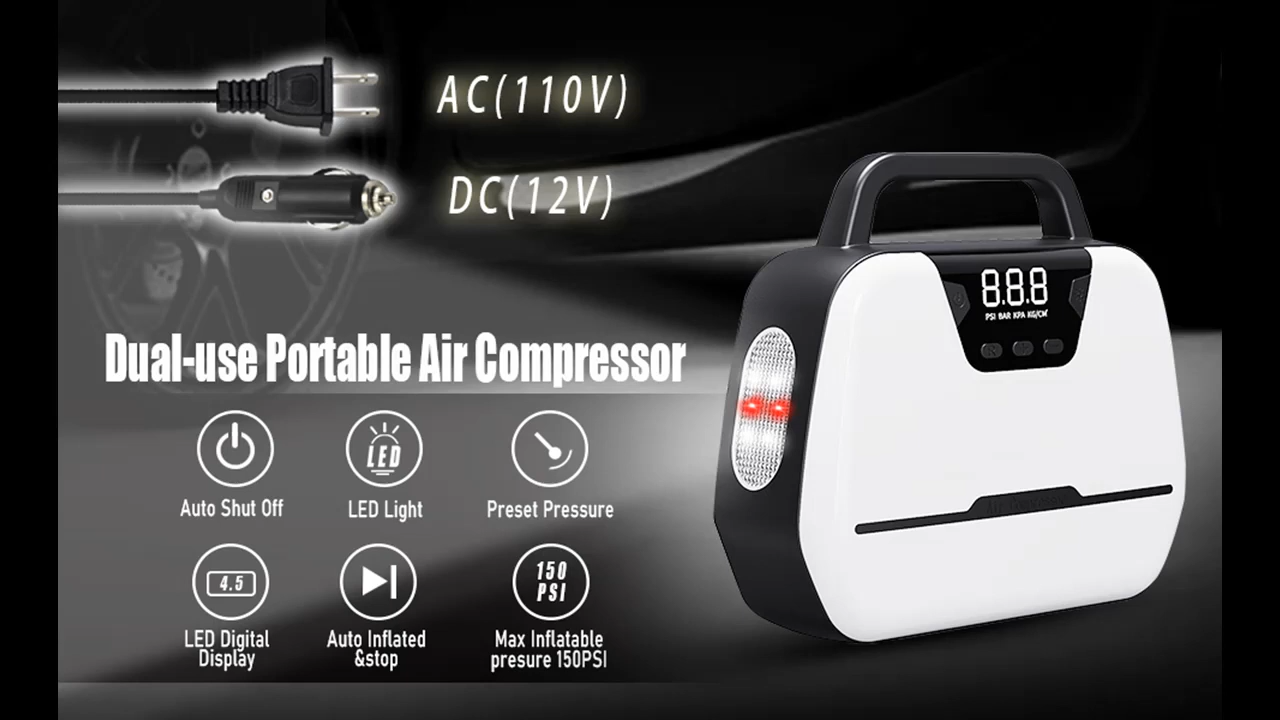 AC(110V)
DC(12V)
Dual-use Portable Air Compressor
LED
Auto Shut Off
LED Light
Preset Pressure
4.5
150
PSI
LED Digital
Display
Auto Inflated
&stop
Max Inflatable
presure 150PSI
8.8.8
PSI BAR KPA KG/CM²